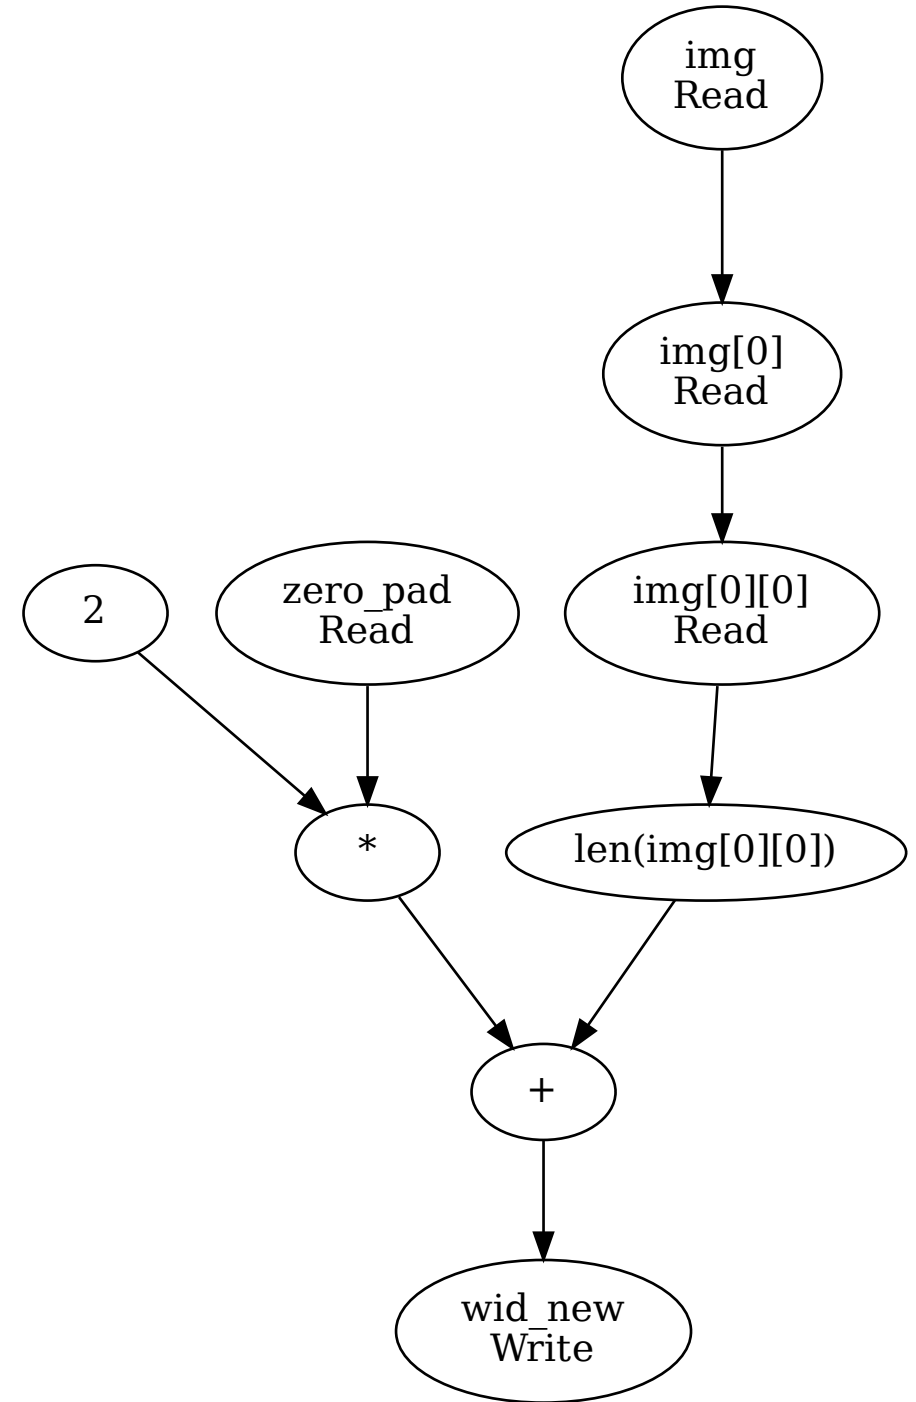 img
Read
img[0]
Read
2
zero_pad
Read
img[0][0]
Read
*
len(img[0][0])
+
wid_new
Write